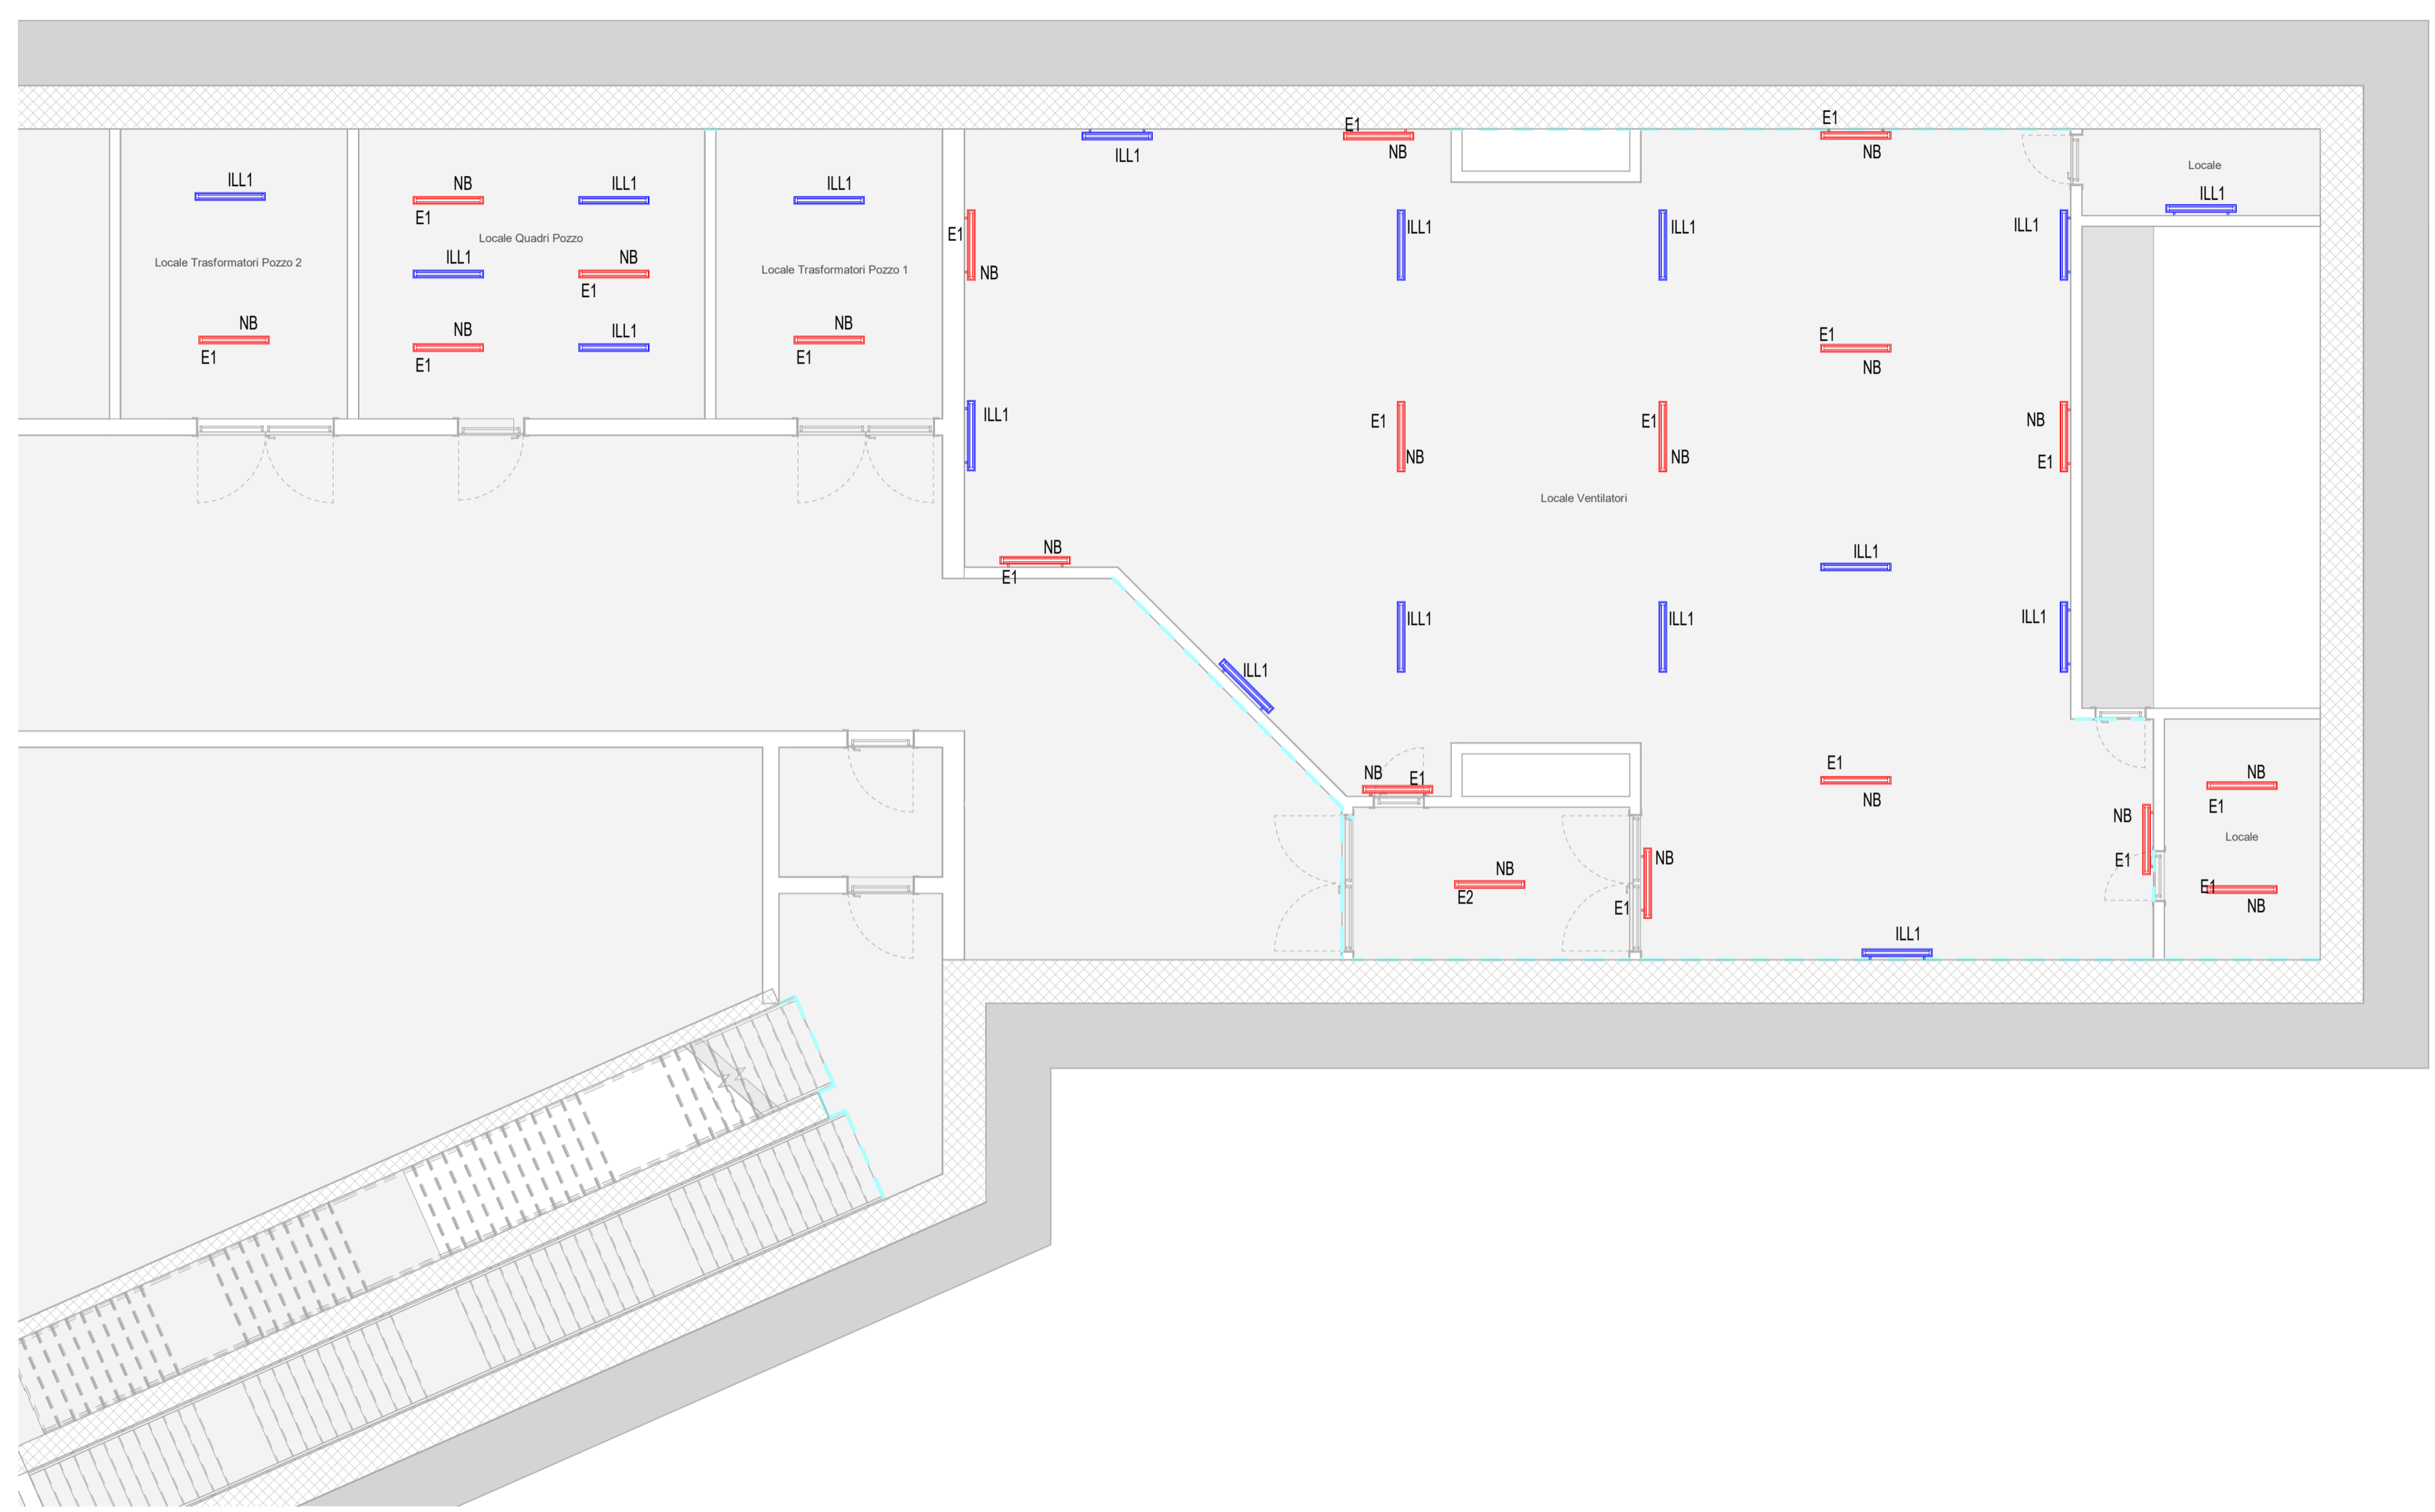 E1
E1
ILL1
NB
NB
Locale
ILL1
NB
ILL1
ILL1
ILL1
E1
Locale Quadri Pozzo
E1
ILL1
ILL1
ILL1
Locale Trasformatori Pozzo 2
ILL1
NB
E1
Locale Trasformatori Pozzo 1
NB
NB
E1
NB
ILL1
NB
E1
E1
E1
E1
NB
ILL1
E1
E1
NB
NB
NB
E1
Locale Ventilatori
NB
E1
ILL1
ILL1
ILL1
ILL1
ILL1
NB
E1
E1
NB
NB
E1
NB
Locale
NB
NB
E1
E2
E1
E1
NB
ILL1